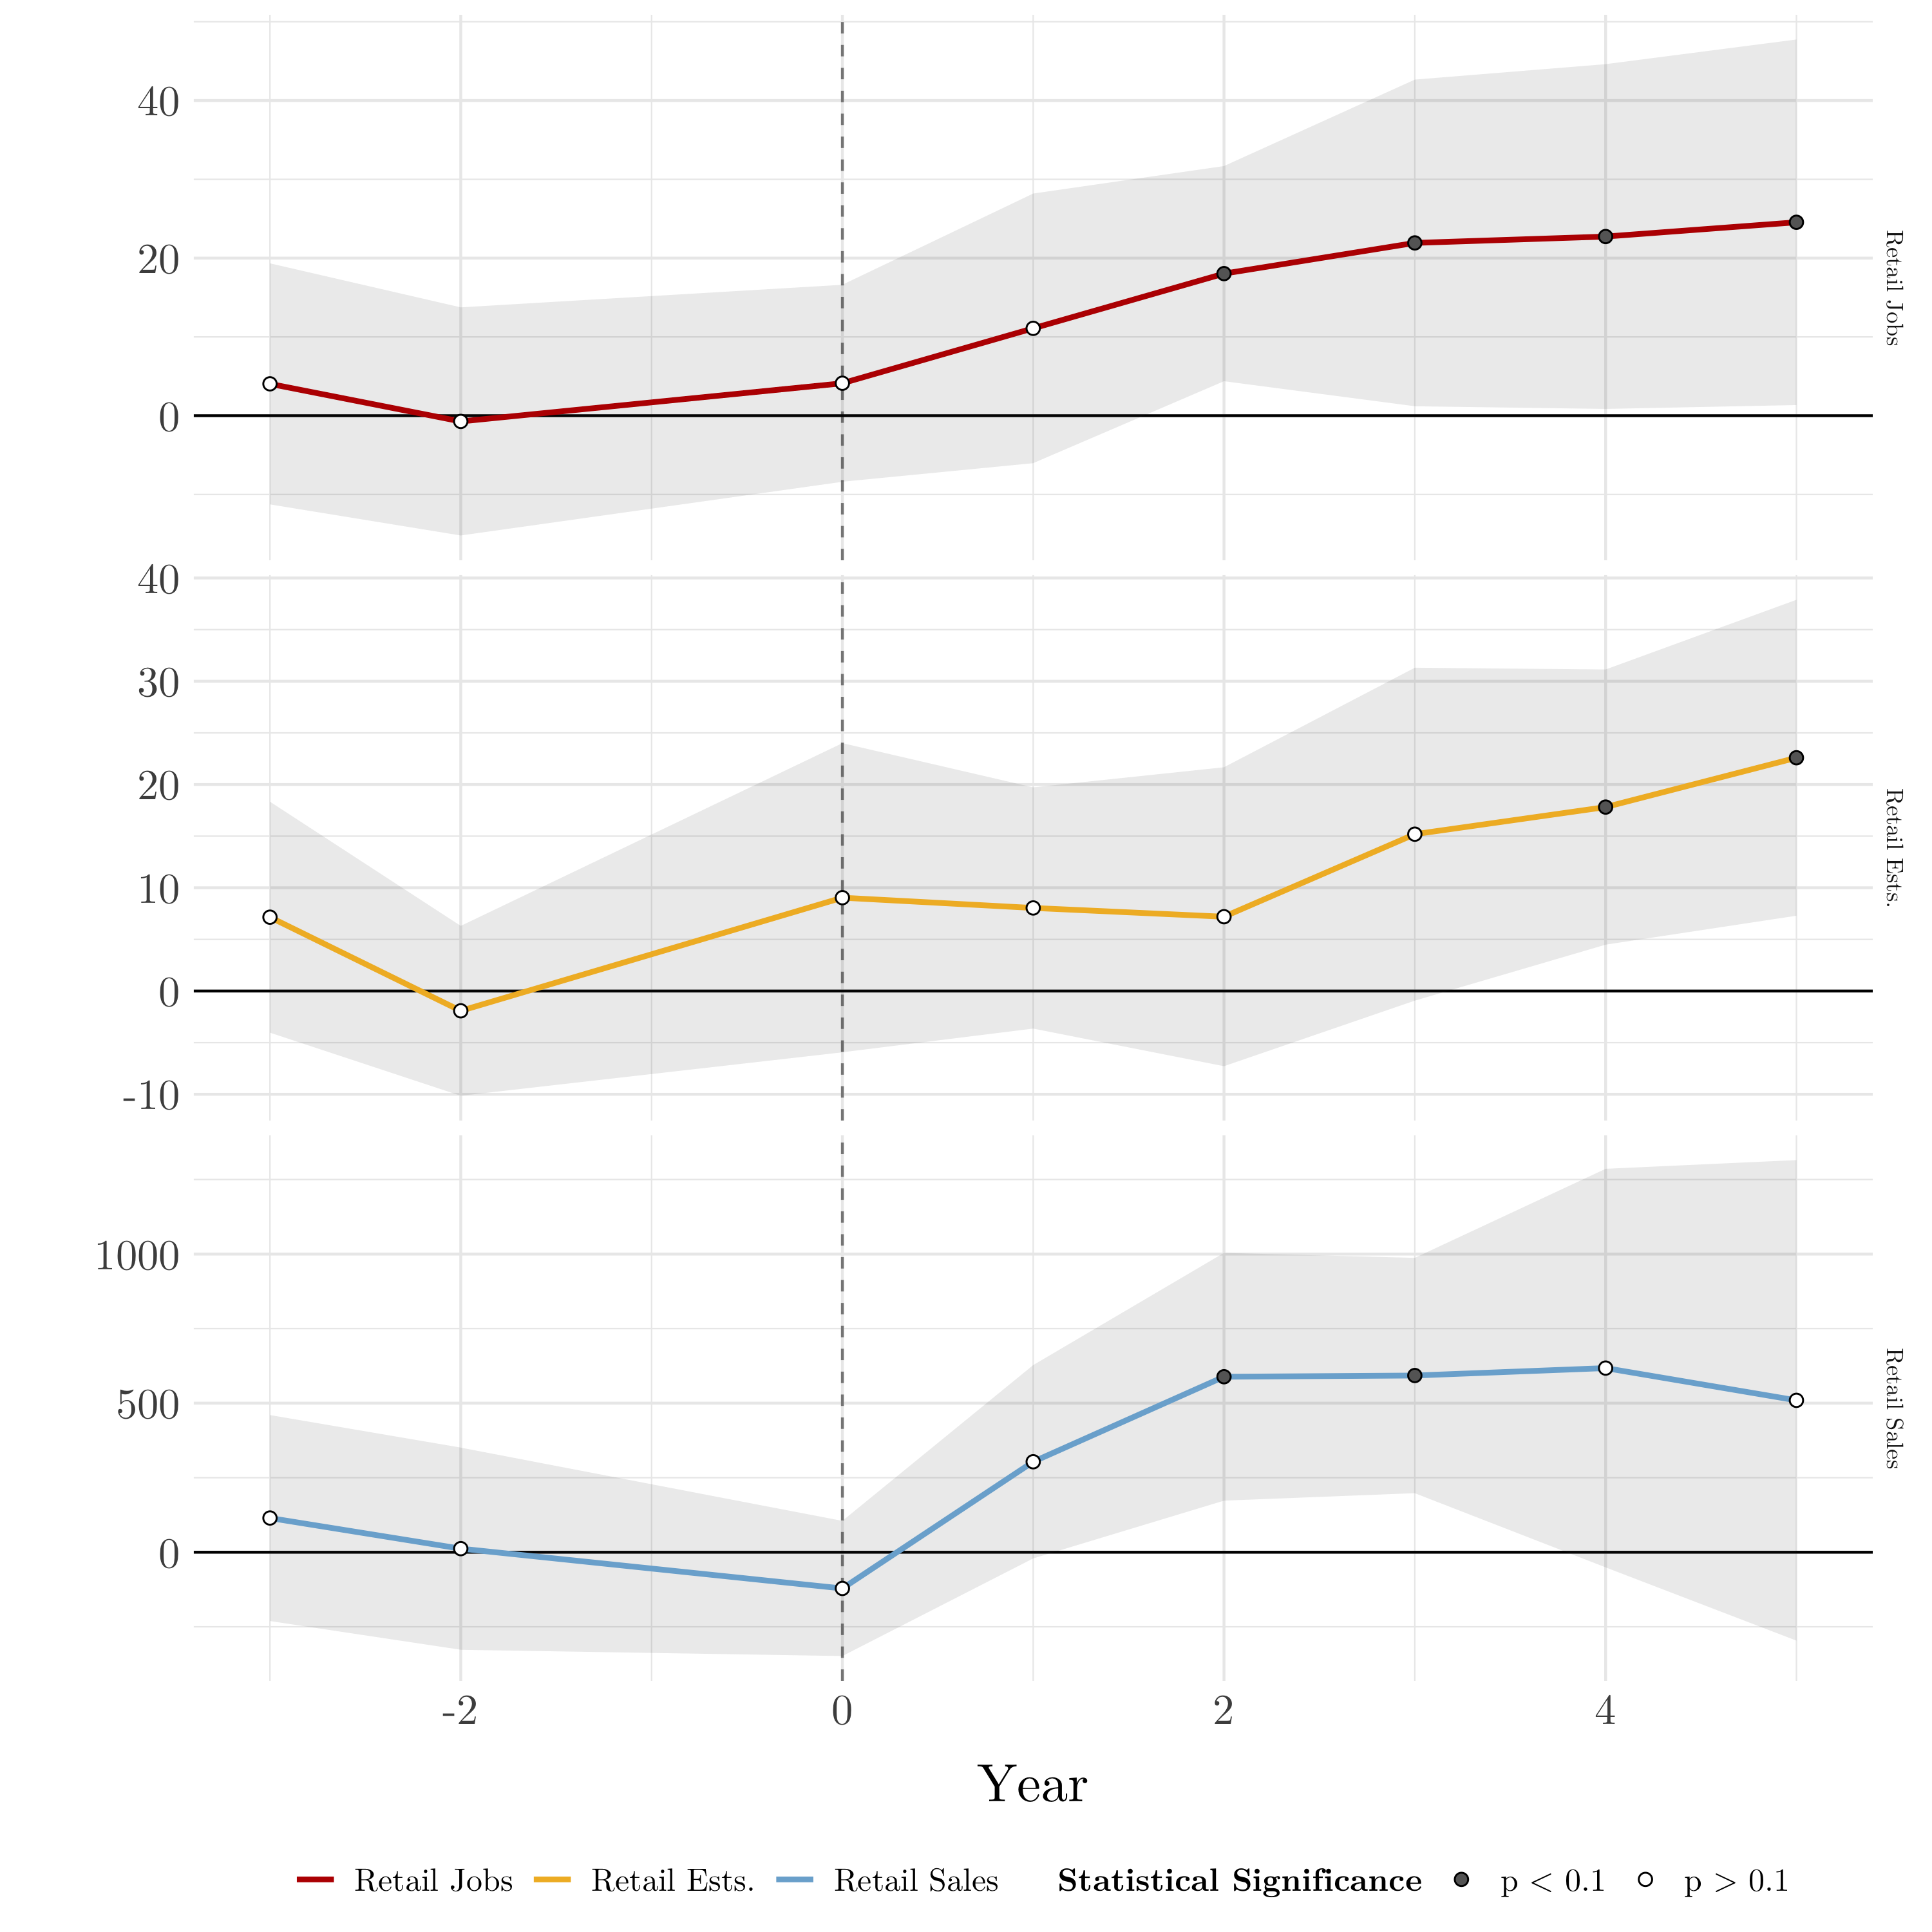 40
20
0
Retail Jobs
40
30
20
10
0
-10
Retail Ests.
1000
500
0
Retail Sales
-2 0 2 4
Year
Retail Jobs Retail Ests. Retail Sales Statistical Significance p < 0.1 p > 0.1